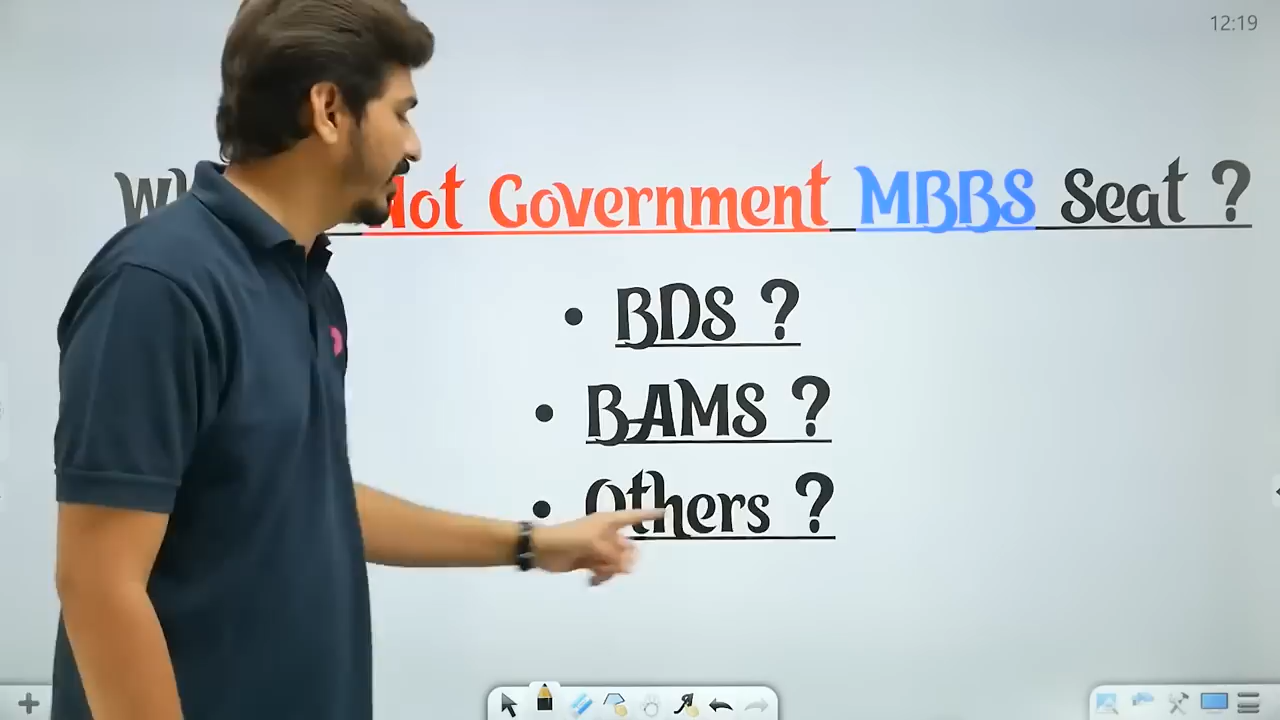 12:19
Not Government MBBS Seat ?
• BDS ?
• BAMS ?
• Others ?